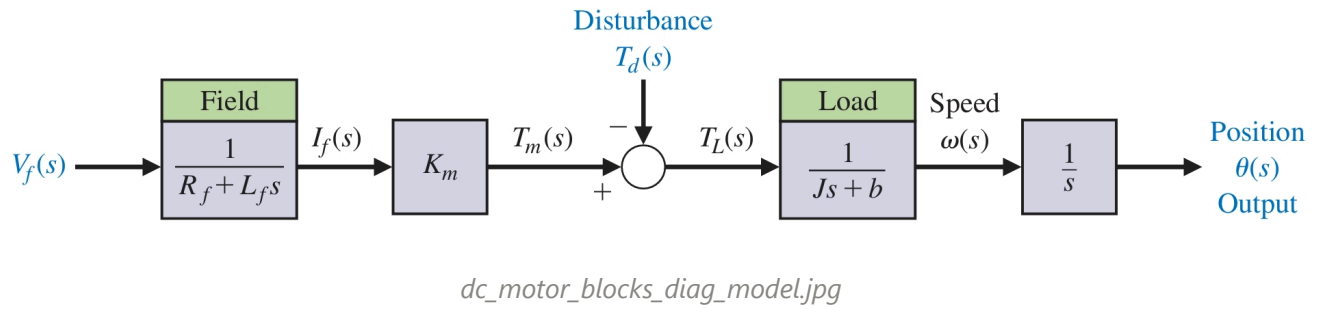 Disturbance
T_d(s)
Field
Load
Speed
ω(s)
V_f(s)
1
R_f + L_f s
I_f(s)
K_m
T_m(s)
−
+
T_L(s)
1
Js + b
1
s
Position
θ(s)
Output
dc_motor_blocks_diag_model.jpg